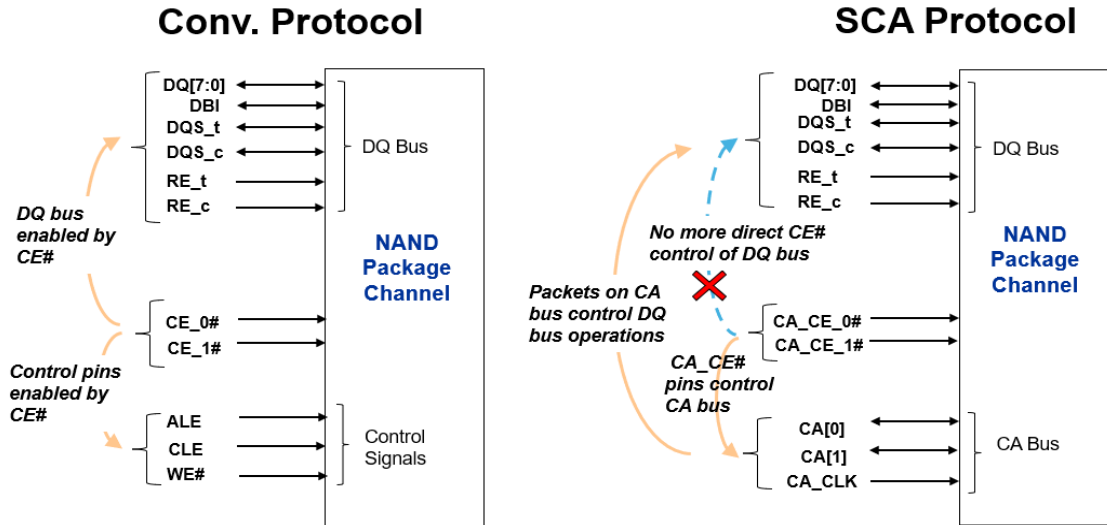 Conv. Protocol
DQ[7:0]
DBI
DQS_t
DQS_c
RE_t
RE_c
DQ Bus
DQ bus
enabled by
CE#
NAND
Package
Channel
CE_0#
CE_1#
Control pins
enabled by
CE#
ALE
CLE
WE#
Control
Signals
SCA Protocol
DQ[7:0]
DBI
DQS_t
DQS_c
RE_t
RE_c
DQ Bus
No more direct CE#
control of DQ bus
NAND
Package
Channel
Packets on CA
bus control DQ
bus operations
CA_CE_0#
CA_CE_1#
CA_CE#
pins control
CA bus
CA[0]
CA[1]
CA_CLK
CA Bus